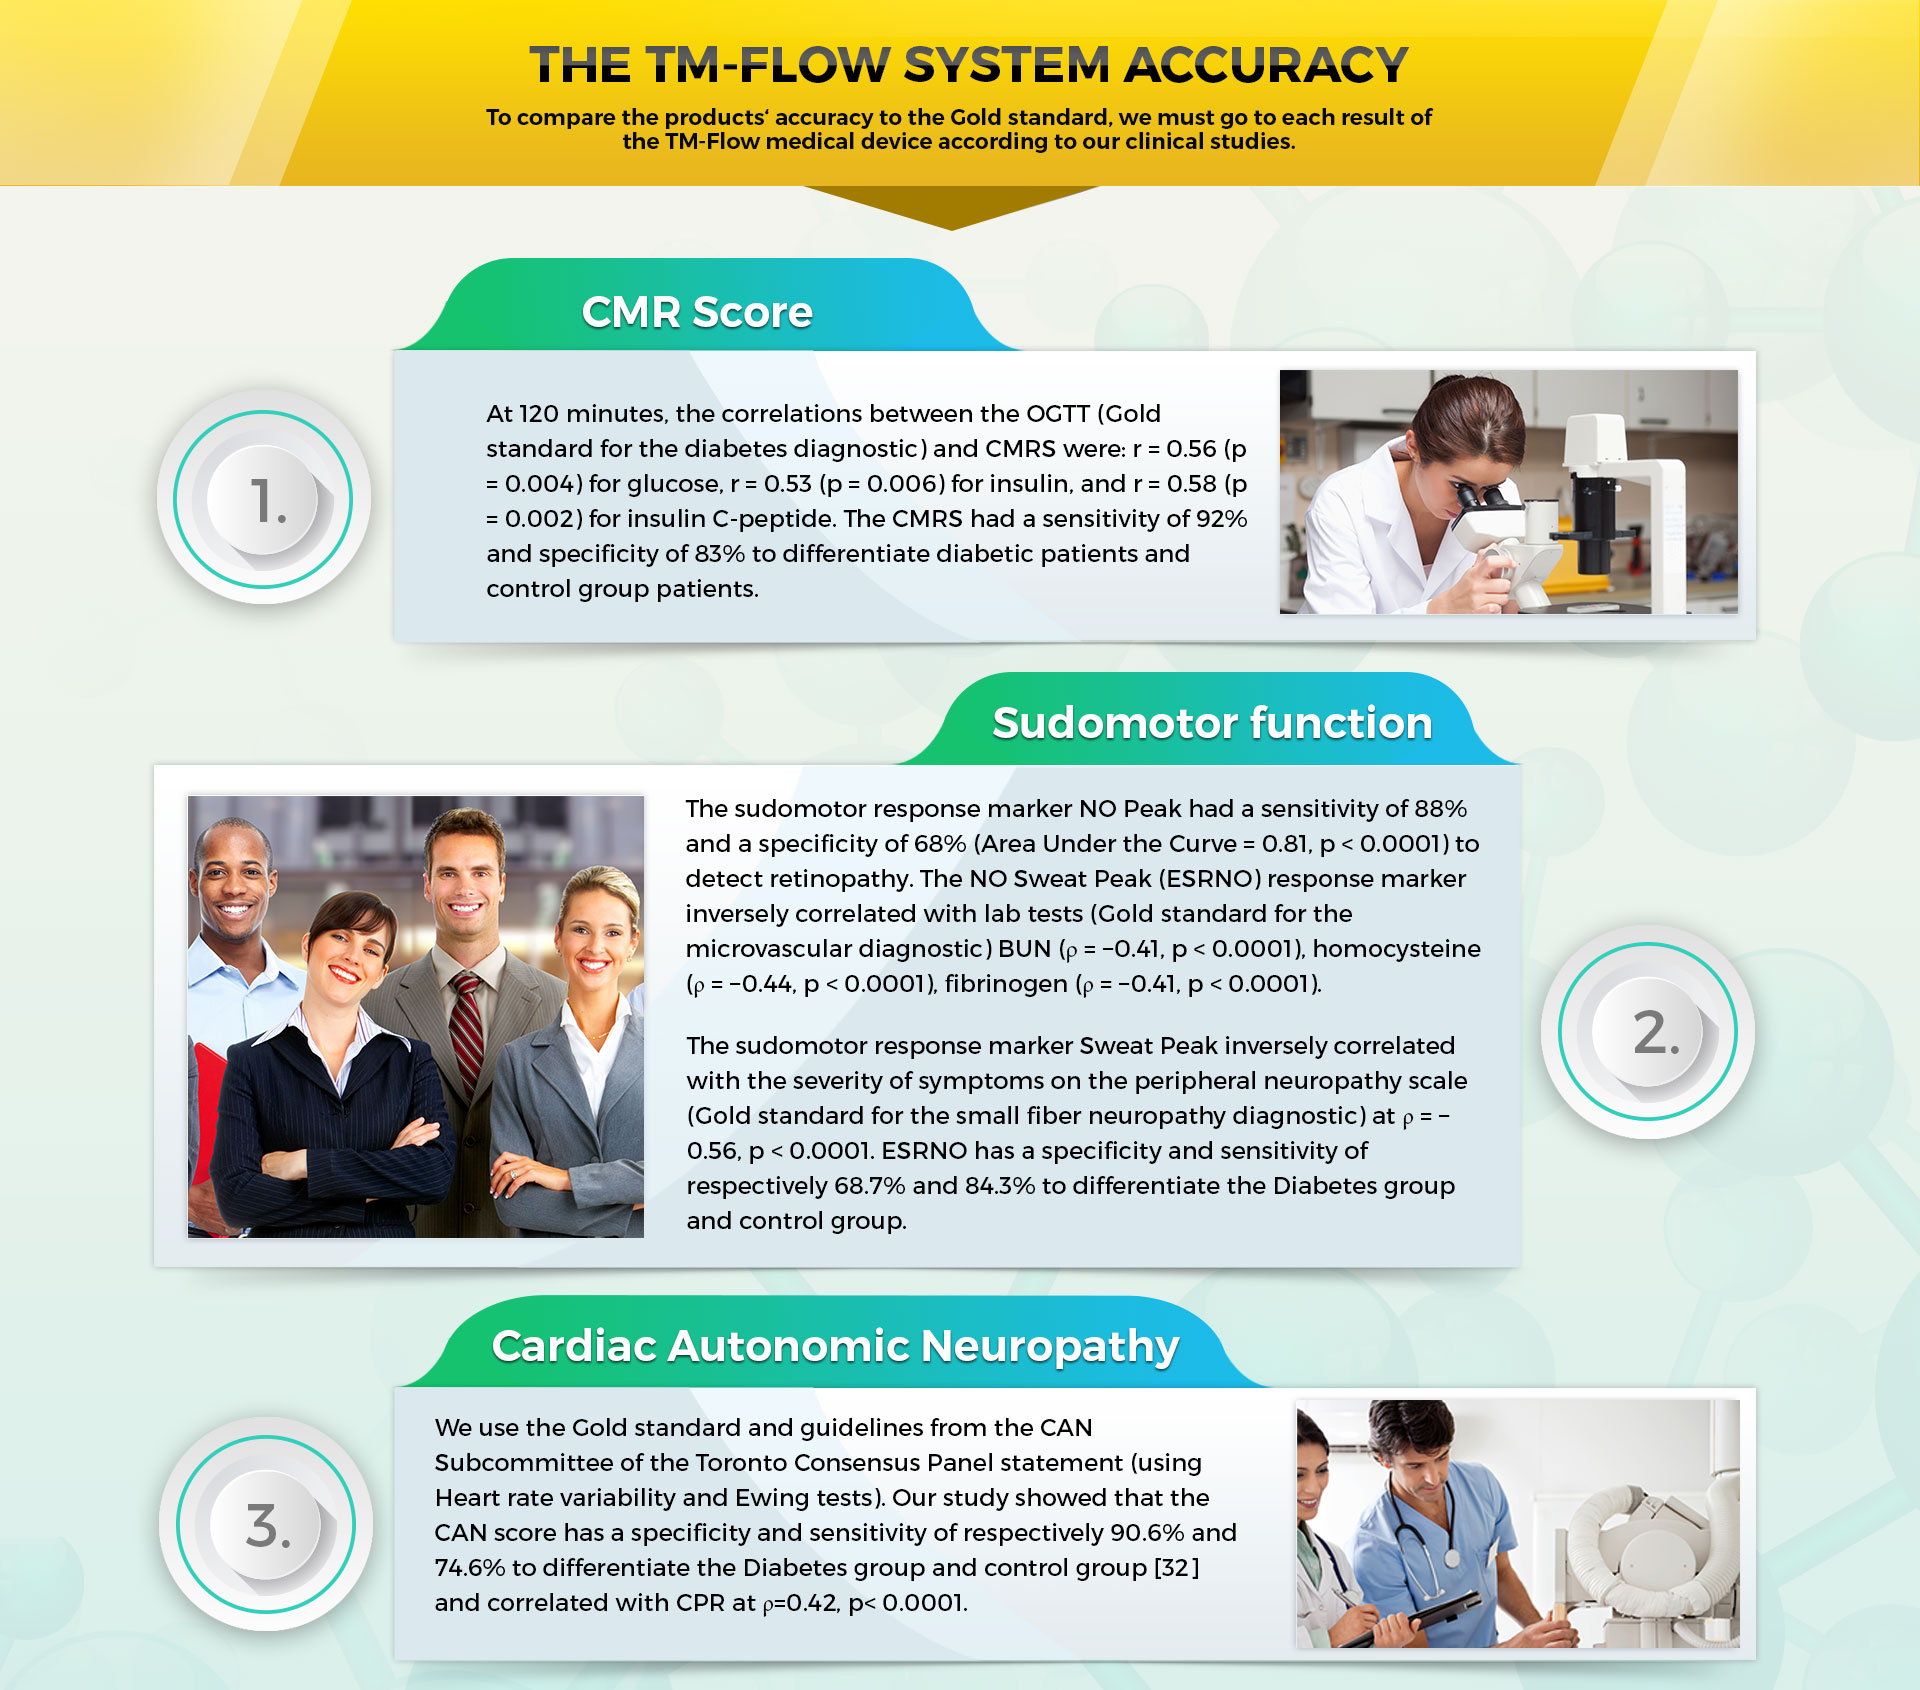 THE TM-FLOW SYSTEM ACCURACY
To compare the products‘ accuracy to the Gold standard, we must go to each result of
the TM-Flow medical device according to our clinical studies.
CMR Score
1.
At 120 minutes, the correlations between the OGTT (Gold
standard for the diabetes diagnostic) and CMRS were: r = 0.56 (p
= 0.004) for glucose, r = 0.53 (p = 0.006) for insulin, and r = 0.58 (p
= 0.002) for insulin C-peptide. The CMRS had a sensitivity of 92%
and specificity of 83% to differentiate diabetic patients and
control group patients.
Sudomotor function
2.
The sudomotor response marker NO Peak had a sensitivity of 88%
and a specificity of 68% (Area Under the Curve = 0.81, p < 0.0001) to
detect retinopathy. The NO Sweat Peak (ESRNO) response marker
inversely correlated with lab tests (Gold standard for the
microvascular diagnostic) BUN (ρ = −0.41, p < 0.0001), homocysteine
(ρ = −0.44, p < 0.0001), fibrinogen (ρ = −0.41, p < 0.0001).
The sudomotor response marker Sweat Peak inversely correlated
with the severity of symptoms on the peripheral neuropathy scale
(Gold standard for the small fiber neuropathy diagnostic) at ρ = −
0.56, p < 0.0001. ESRNO has a specificity and sensitivity of
respectively 68.7% and 84.3% to differentiate the Diabetes group
and control group.
Cardiac Autonomic Neuropathy
3.
We use the Gold standard and guidelines from the CAN
Subcommittee of the Toronto Consensus Panel statement (using
Heart rate variability and Ewing tests). Our study showed that the
CAN score has a specificity and sensitivity of respectively 90.6% and
74.6% to differentiate the Diabetes group and control group [32]
and correlated with CPR at ρ=0.42, p< 0.0001.